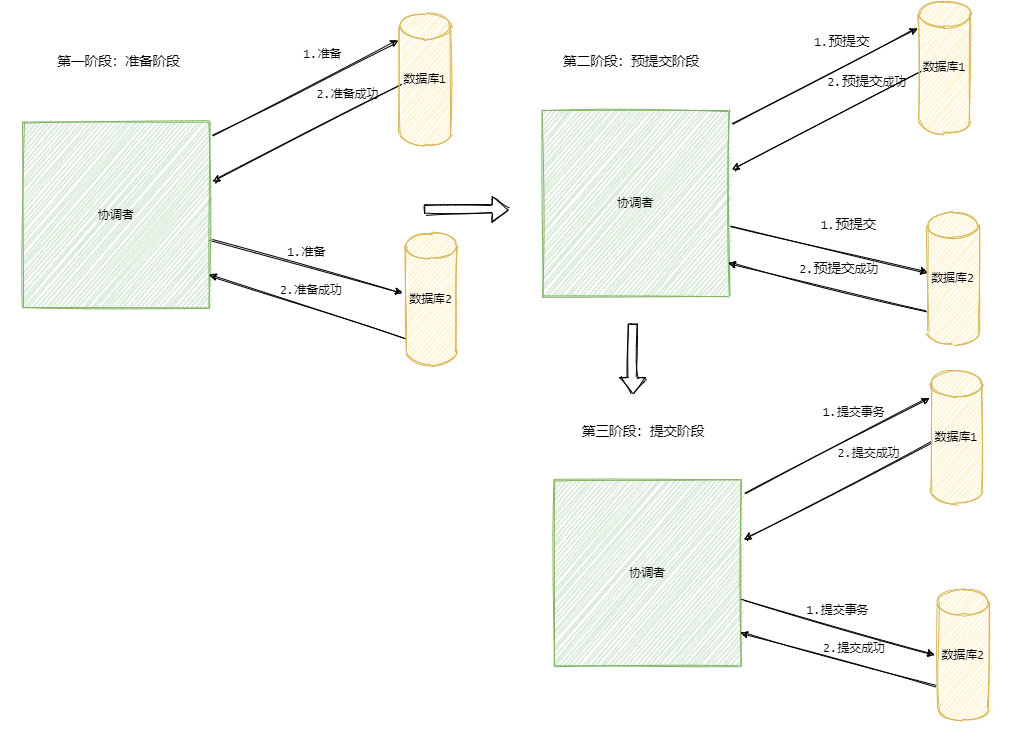 第一阶段：准备阶段
1.准备
数据库1
2.准备成功
协调者
1.准备
2.准备成功
数据库2
第二阶段：预提交阶段
1.预提交
数据库1
2.预提交成功
协调者
1.预提交
2.预提交成功
数据库2
第三阶段：提交阶段
1.提交事务
数据库1
2.提交成功
协调者
1.提交事务
2.提交成功
数据库2